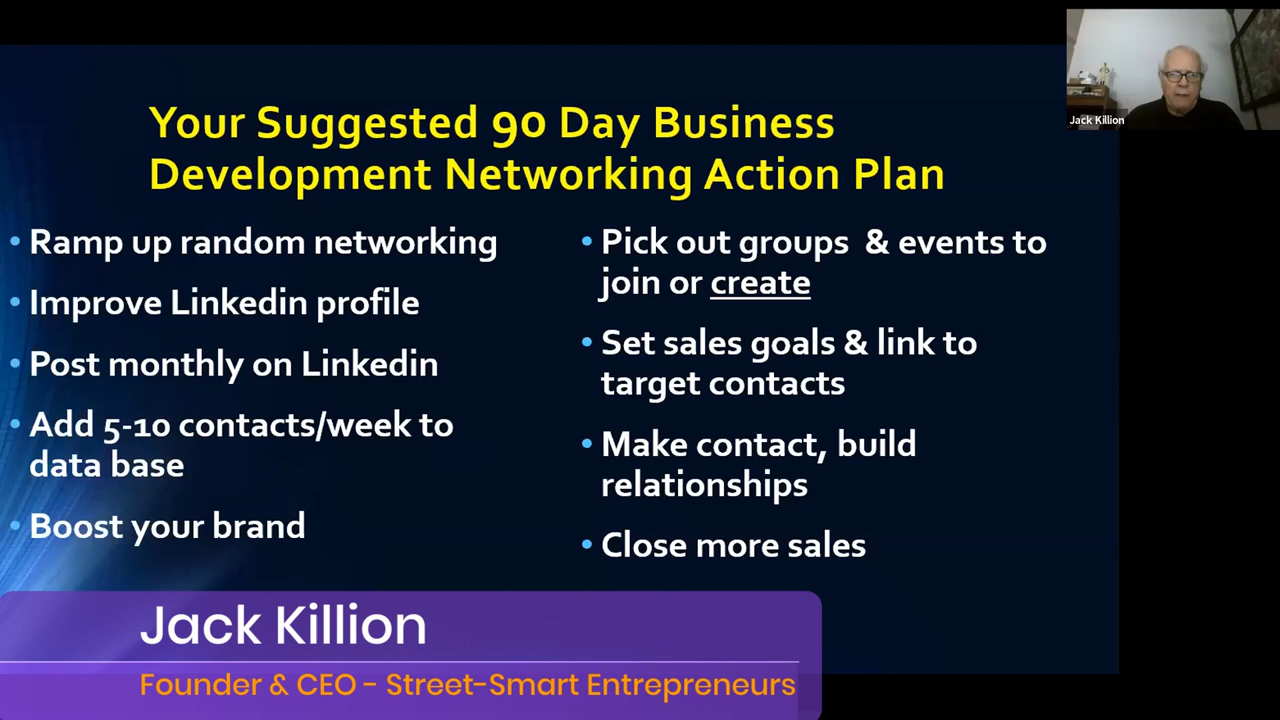 Your Suggested 90 Day Business
Development Networking Action Plan
• Ramp up random networking
• Improve Linkedin profile
• Post monthly on Linkedin
• Add 5-10 contacts/week to
data base
• Boost your brand
• Pick out groups & events to
join or create
• Set sales goals & link to
target contacts
• Make contact, build
relationships
• Close more sales
Jack Killion
Jack Killion
Founder & CEO - Street-Smart Entrepreneurs